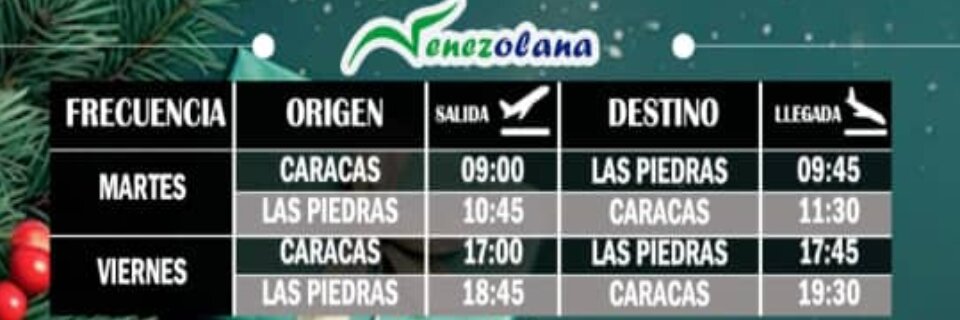 Venezolana
FRECUENCIA ORIGEN SALIDA DESTINO LLEGADA
MARTES
CARACAS 09:00 LAS PIEDRAS 09:45
LAS PIEDRAS 10:45 CARACAS 11:30
VIERNES
CARACAS 17:00 LAS PIEDRAS 17:45
LAS PIEDRAS 18:45 CARACAS 19:30